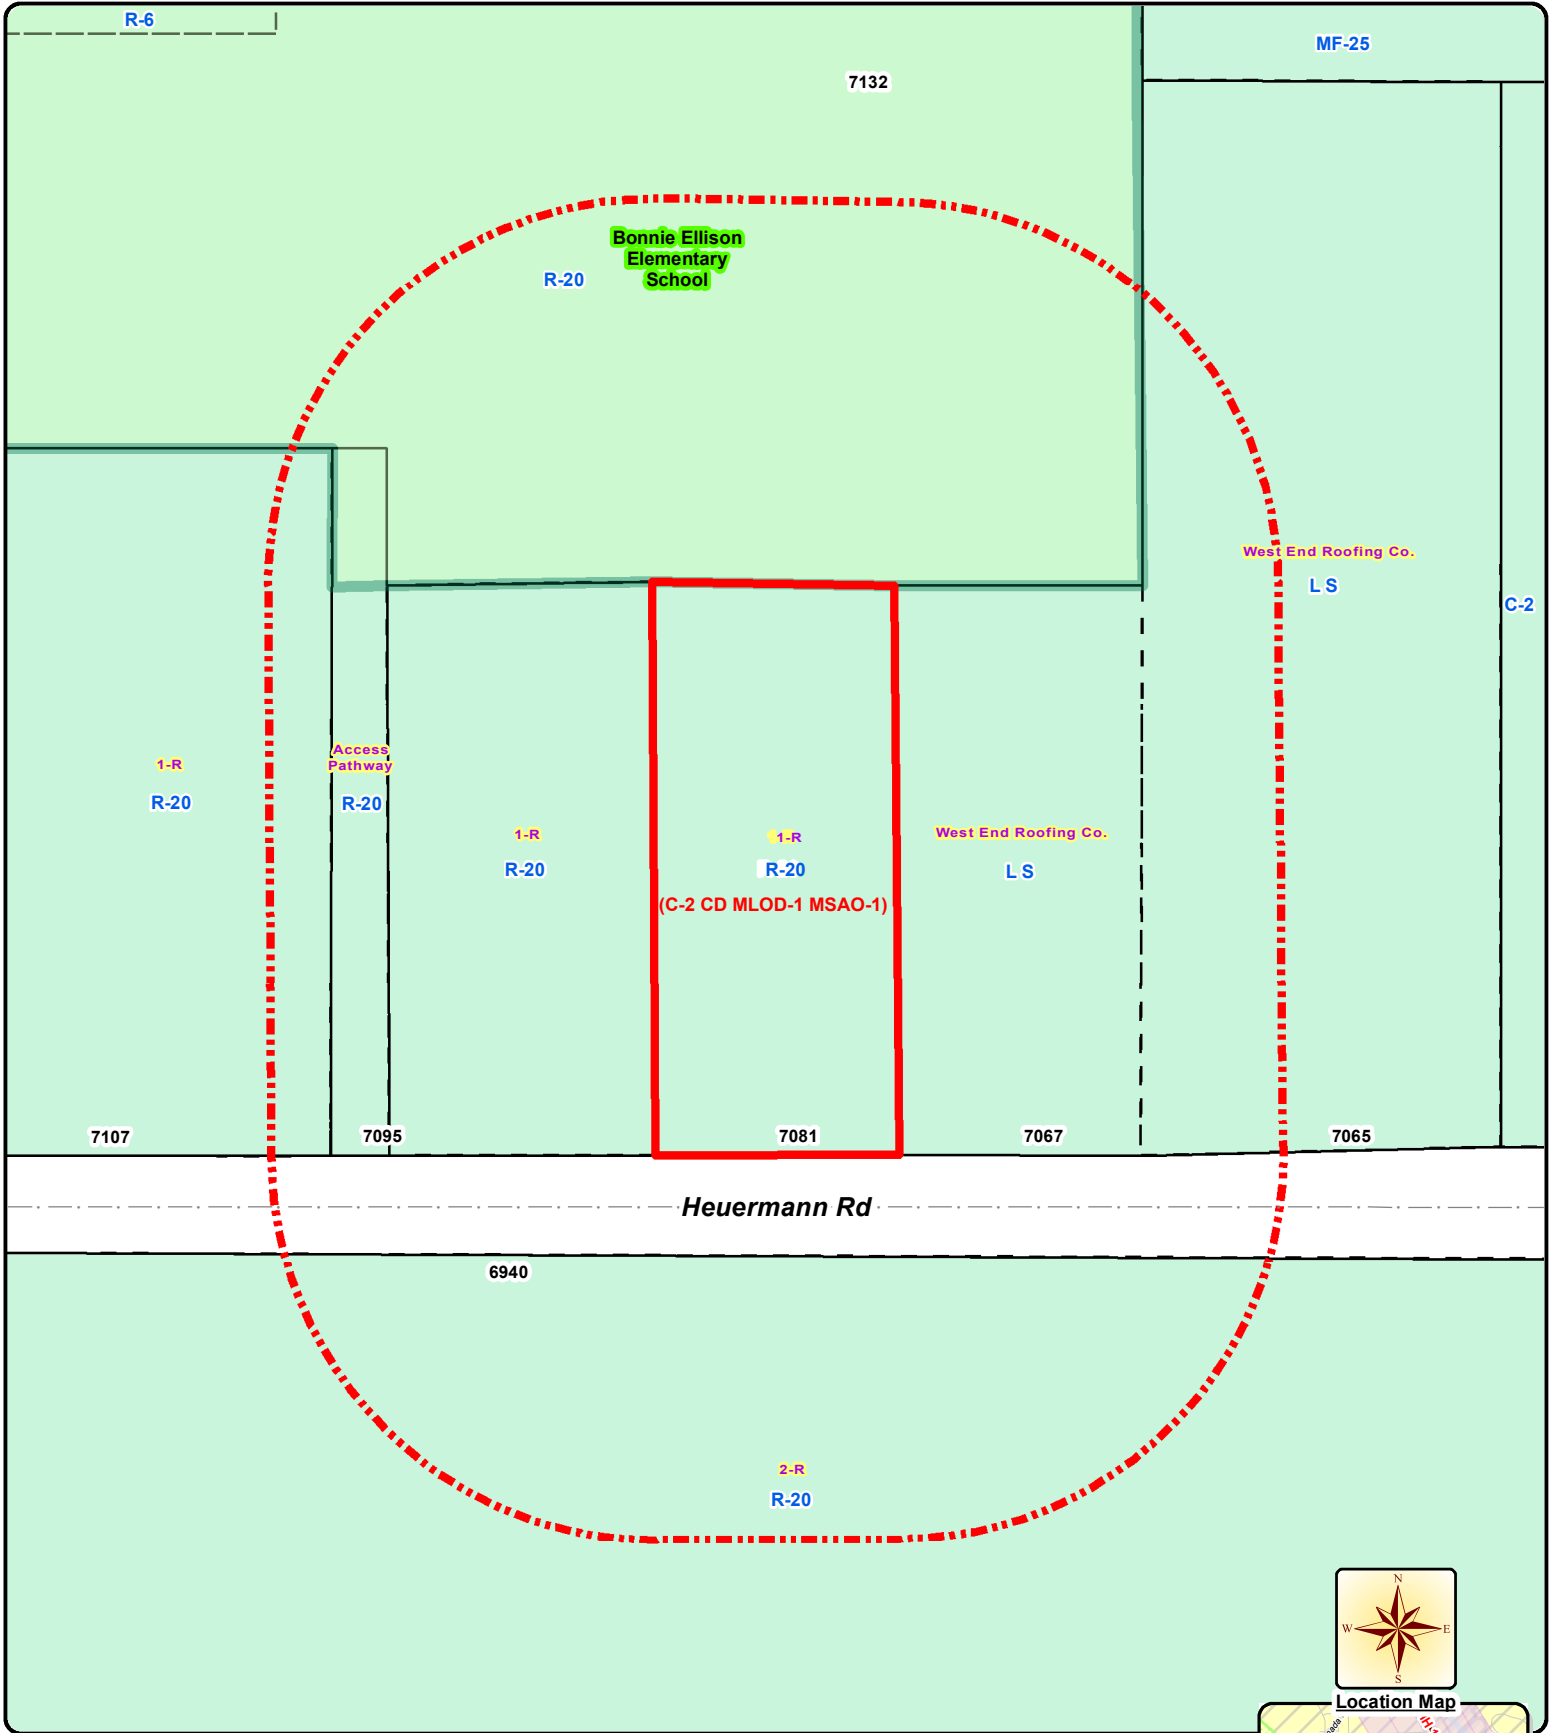 R-6
MF-25
7132
Bonnie Ellison
Elementary
School
R-20
West End Roofing Co.
L S
C-2
Access
Pathway
R-20
1-R
R-20
1-R
R-20
1-R
R-20
(C-2 CD MLOD-1 MSAO-1)
West End Roofing Co.
L S
7107
7095
7081
7067
7065
Heuermann Rd
6940
2-R
R-20
N
W
E
S
Location Map